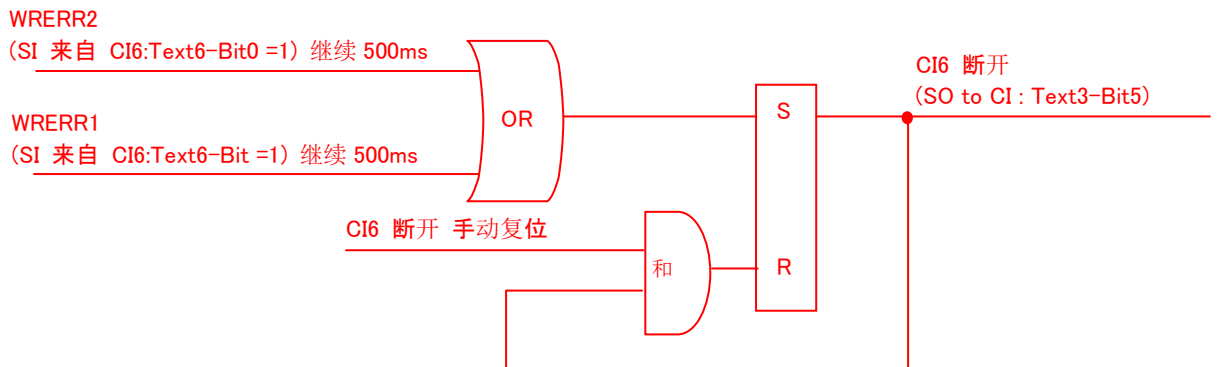 WRERR2
(SI 来自 CI6:Text6-Bit0 =1) 继续 500ms
CI6 断开
(SO to CI : Text3-Bit5)
OR
S
WRERR1
(SI 来自 CI6:Text6-Bit =1) 继续 500ms
CI6 断开 手动复位
和
R